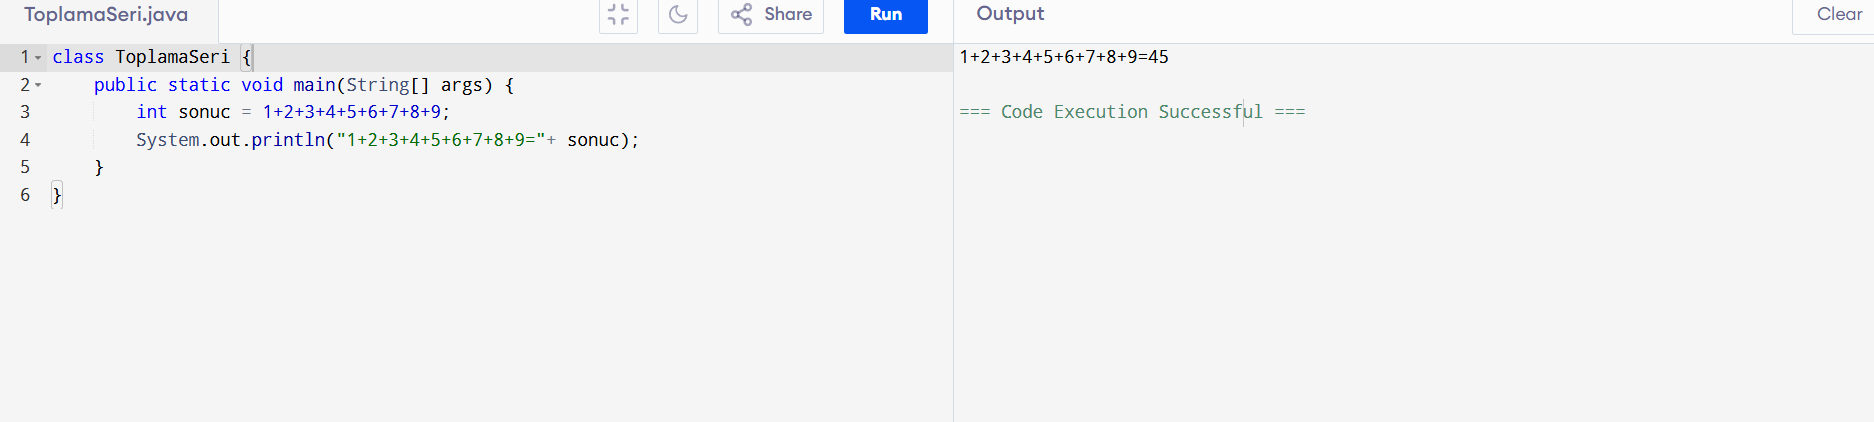 ToplamaSeri.java
Share
Run
Output
Clear
1 class ToplamaSeri {
2 public static void main(String[] args) {
3 int sonuc = 1+2+3+4+5+6+7+8+9;
4 System.out.println("1+2+3+4+5+6+7+8+9="+ sonuc);
5 }
6 }
1+2+3+4+5+6+7+8+9=45
=== Code Execution Successful ===